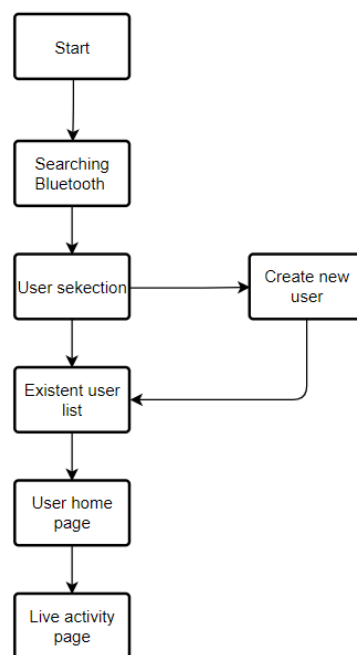 Start
Searching
Bluetooth
User sekection
Create new
user
Existent user
list
User home
page
Live activity
page